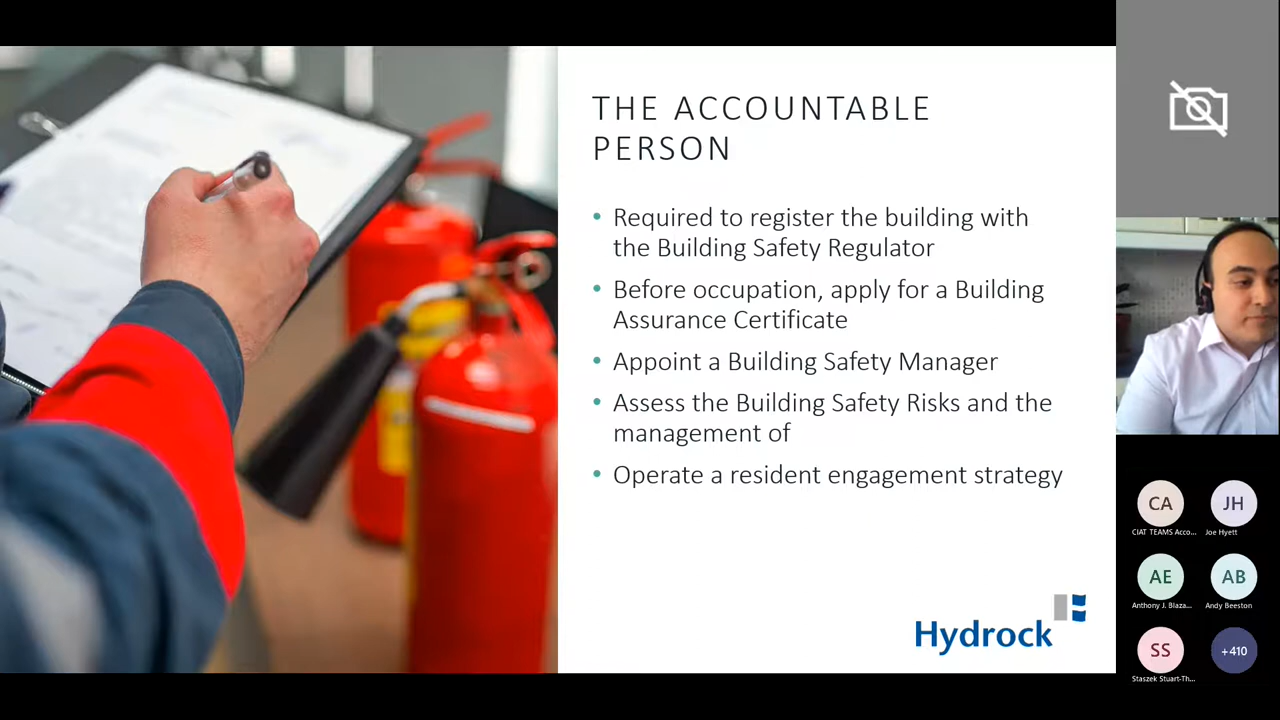 THE ACCOUNTABLE
PERSON
• Required to register the building with
the Building Safety Regulator
• Before occupation, apply for a Building
Assurance Certificate
• Appoint a Building Safety Manager
• Assess the Building Safety Risks and the
management of
• Operate a resident engagement strategy
Hydrock
CA
JH
CIAT TEAMS Acco...
Joe Hyett
AE
AB
Anthony J. Blaza...
Andy Beeston
SS
+410
Staszek Stuart-Th...